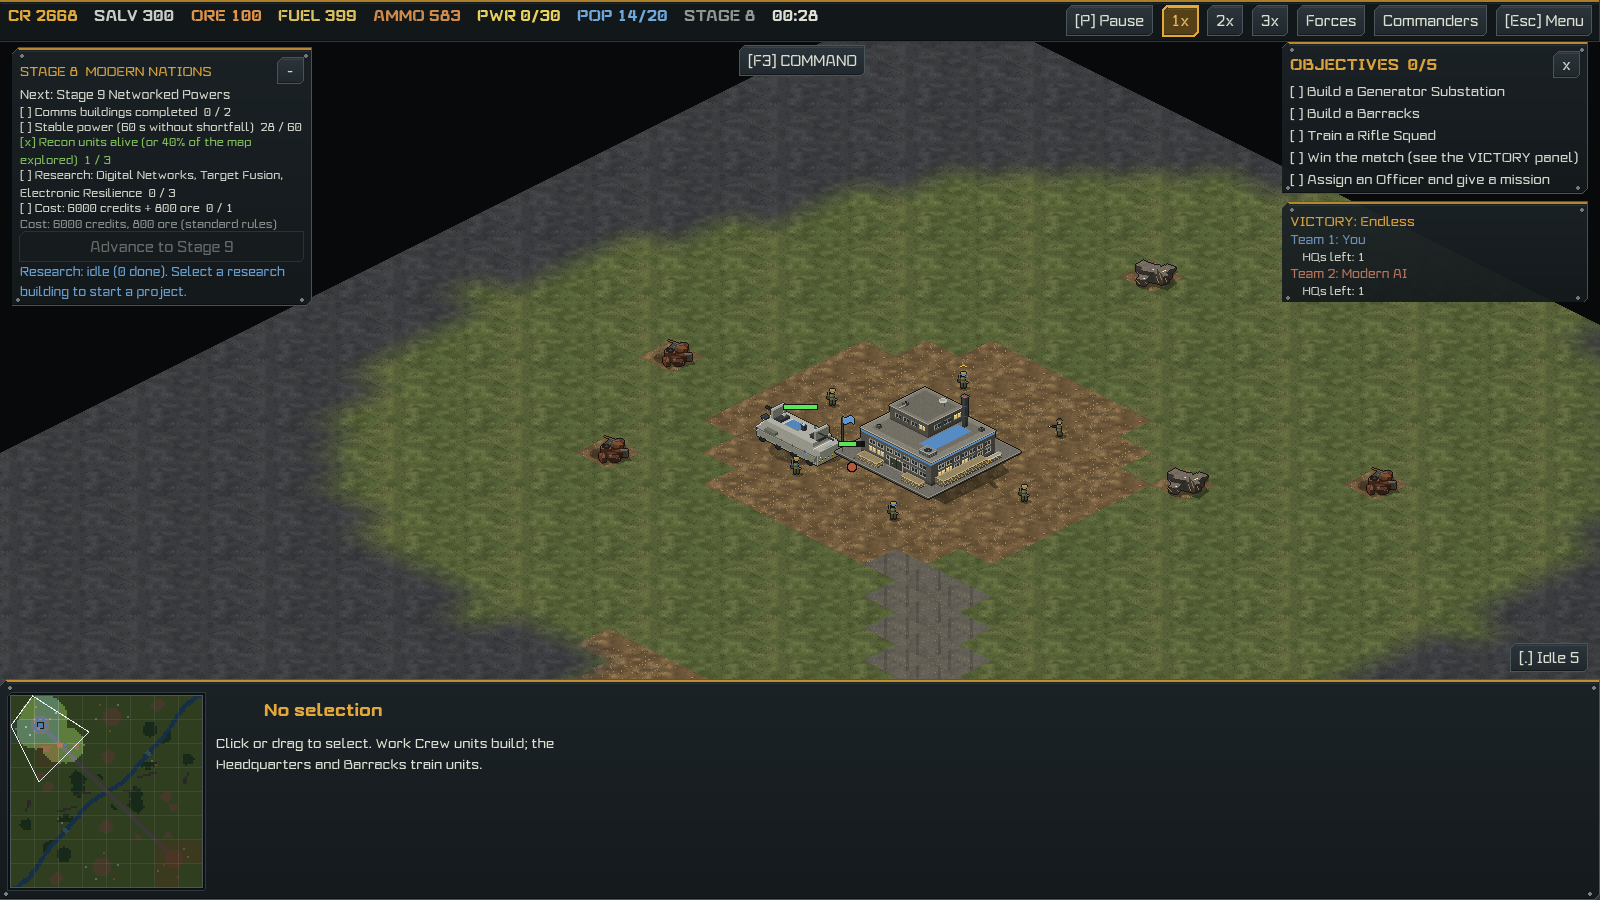 CR 2668 SALV 300 ORE 100 FUEL 399 AMMO 583 PWR 0/30 POP 14/20 STAGE 8 00:28
[P] Pause 1x 2x 3x Forces Commanders [Esc] Menu
[F3] COMMAND
STAGE 8 MODERN NATIONS -
Next: Stage 9 Networked Powers
[ ] Comms buildings completed 0 / 2
[ ] Stable power (60 s without shortfall) 28 / 60
[x] Recon units alive (or 40% of the map
explored) 1 / 3
[ ] Research: Digital Networks, Target Fusion,
Electronic Resilience 0 / 3
[ ] Cost: 6000 credits + 800 ore 0 / 1
Cost: 6000 credits, 800 ore (standard rules)
Advance to Stage 9
Research: idle (0 done). Select a research
building to start a project.
OBJECTIVES 0/5 x
[ ] Build a Generator Substation
[ ] Build a Barracks
[ ] Train a Rifle Squad
[ ] Win the match (see the VICTORY panel)
[ ] Assign an Officer and give a mission
VICTORY: Endless
Team 1: You
HQs left: 1
Team 2: Modern AI
HQs left: 1
[.] Idle 5
No selection
Click or drag to select. Work Crew units build; the
Headquarters and Barracks train units.